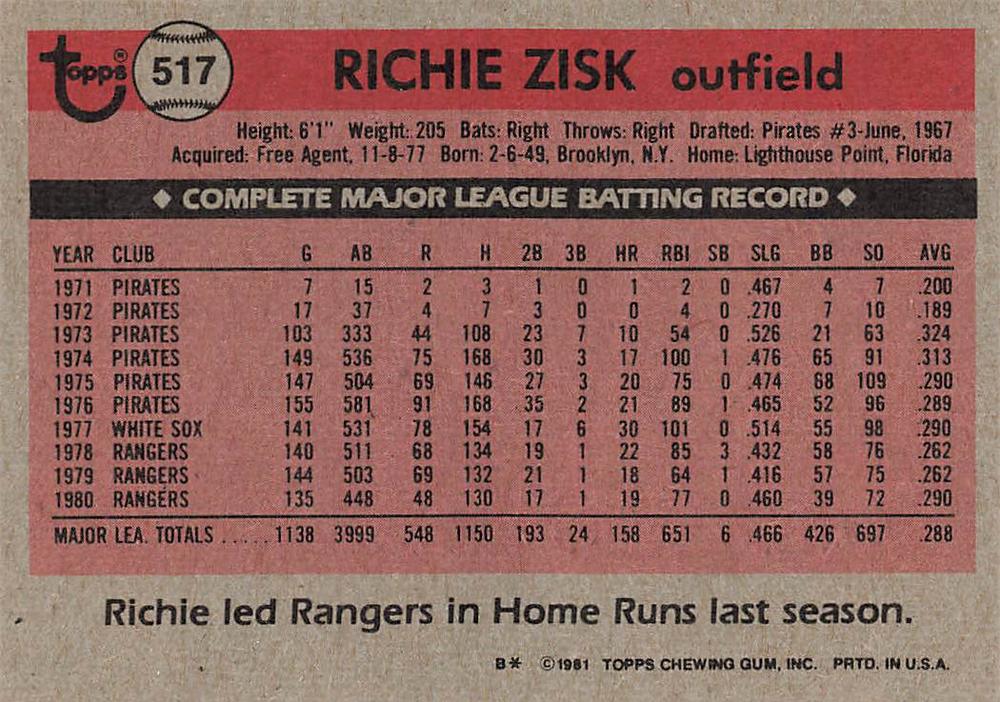 Topps® 517 RICHIE ZISK outfield
Height: 6'1" Weight: 205 Bats: Right Throws: Right Drafted: Pirates #3-June, 1967
Acquired: Free Agent, 11-8-77 Born: 2-6-49, Brooklyn, N.Y. Home: Lighthouse Point, Florida
◆ COMPLETE MAJOR LEAGUE BATTING RECORD ◆
YEAR CLUB G AB R H 2B 3B HR RBI SB SLG BB SO AVG
1971 PIRATES 7 15 2 3 1 0 1 2 0 .467 4 7 .200
1972 PIRATES 17 37 4 7 3 0 0 4 0 .270 7 10 .189
1973 PIRATES 103 333 44 108 23 7 10 54 0 .526 21 63 .324
1974 PIRATES 149 536 75 168 30 3 17 100 1 .476 65 91 .313
1975 PIRATES 147 504 69 146 27 3 20 75 0 .474 68 109 .290
1976 PIRATES 155 581 91 168 35 2 21 89 1 .465 52 96 .289
1977 WHITE SOX 141 531 78 154 17 6 30 101 0 .514 55 98 .290
1978 RANGERS 140 511 68 134 19 1 22 85 3 .432 58 76 .262
1979 RANGERS 144 503 69 132 21 1 18 64 1 .416 57 75 .262
1980 RANGERS 135 448 48 130 17 1 19 77 0 .460 39 72 .290
MAJOR LEA. TOTALS ..... 1138 3999 548 1150 193 24 158 651 6 .466 426 697 .288
Richie led Rangers in Home Runs last season.
B* ©1981 TOPPS CHEWING GUM, INC. PRTD. IN U.S.A.